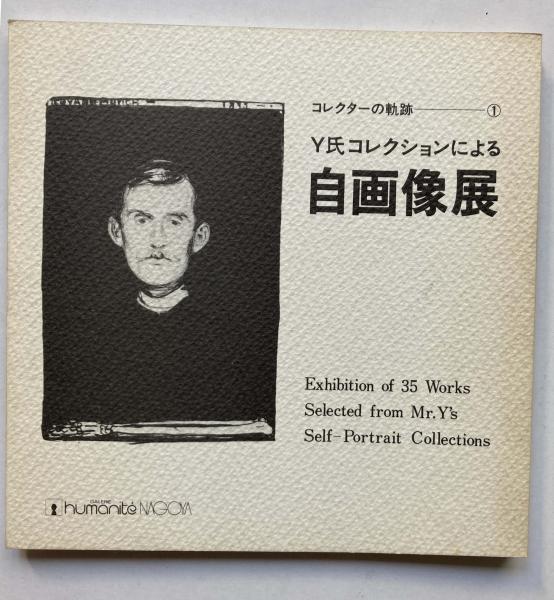 コレクターの軌跡————①
Y氏コレクションによる
自画像展
Exhibition of 35 Works
Selected from Mr.Y's
Self-Portrait Collections
GALERIE
humanité NAGOYA